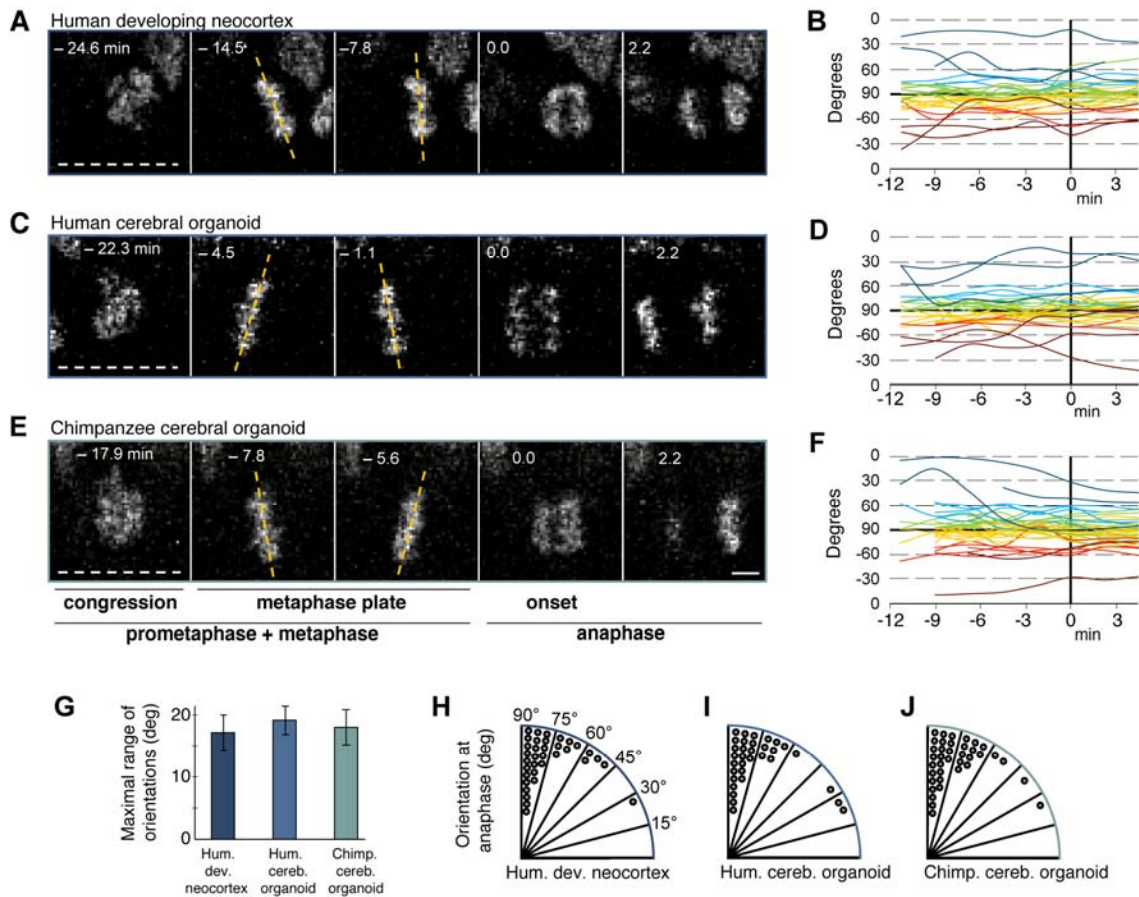 A
Human developing neocortex
– 24.6 min
– 14.5
–7.8
0.0
2.2
B
Degrees
0
30
60
90
-60
-30
0
-12 -9 -6 -3 0 3
min
C
Human cerebral organoid
– 22.3 min
– 4.5
– 1.1
0.0
2.2
D
Degrees
0
30
60
90
-60
-30
0
-12 -9 -6 -3 0 3
min
E
Chimpanzee cerebral organoid
– 17.9 min
– 7.8
– 5.6
0.0
2.2
F
Degrees
0
30
60
90
-60
-30
0
-12 -9 -6 -3 0 3
min
congression
metaphase plate
onset
prometaphase + metaphase
anaphase
G
Maximal range of
orientations (deg)
20
10
0
Hum.
dev.
neocortex
Hum.
cereb.
organoid
Chimp.
cereb.
organoid
H
Orientation at
anaphase (deg)
90°
75°
60°
45°
30°
15°
Hum. dev. neocortex
I
Hum. cereb. organoid
J
Chimp. cereb. organoid